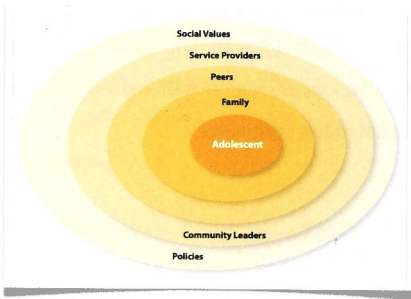 Social Values
Service Providers
Peers
Family
Adolescent
Community Leaders
Policies